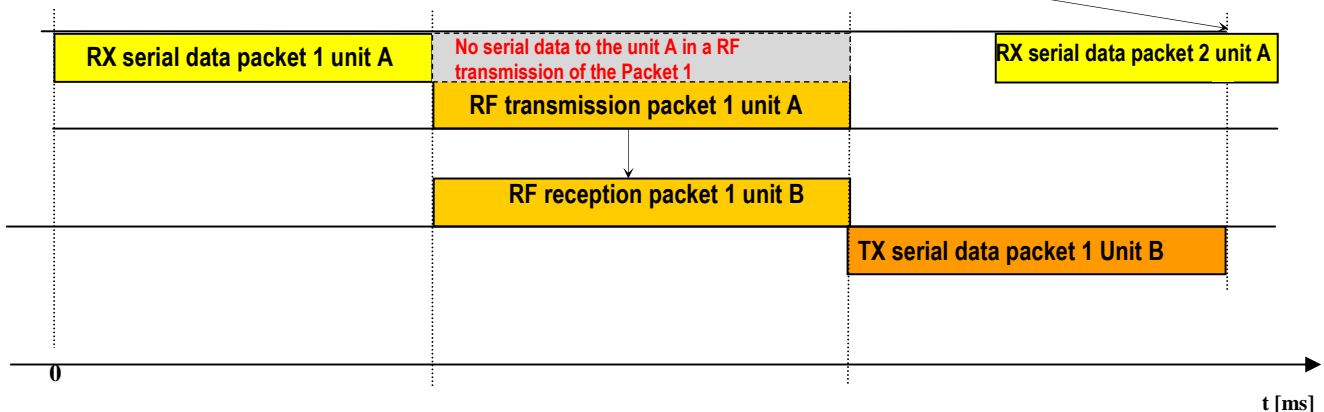 RX serial data packet 1 unit A
No serial data to the unit A in a RF
transmission of the Packet 1
RX serial data packet 2 unit A
RF transmission packet 1 unit A
RF reception packet 1 unit B
TX serial data packet 1 Unit B
0
t [ms]